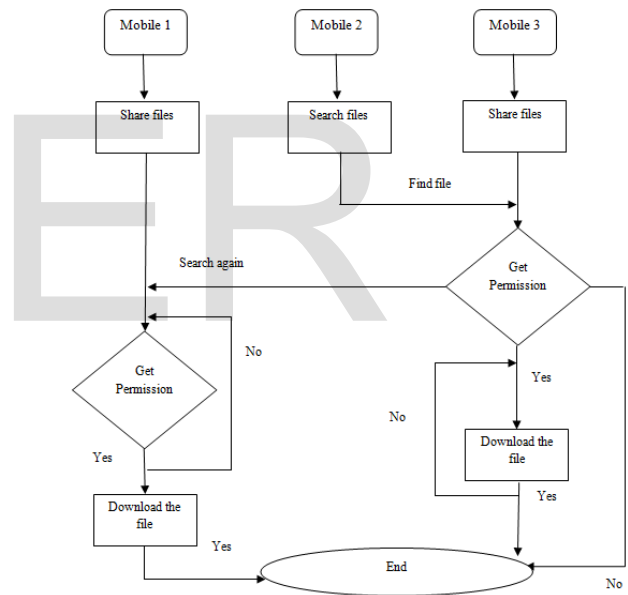 Mobile 1
Mobile 2
Mobile 3
Share files
Search files
Share files
Find file
ER
Search again
Get
Permission
No
Get
Permission
Yes
No
Download the
file
Yes
Yes
Download the
file
Yes
End
No